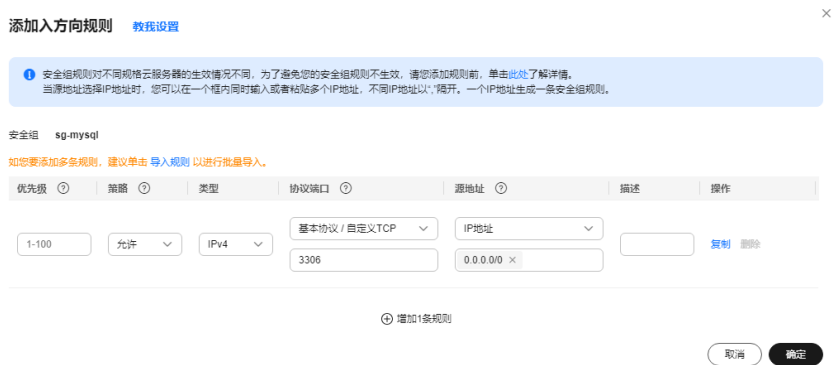 添加入方向规则 教我设置
安全组规则对不同规格云服务器的生效情况不同，为了避免您的安全组规则不生效，请您添加规则前，单击此处了解详情。
当源地址选择IP地址时，您可以在一个框内同时输入或者粘贴多个IP地址，不同IP地址以","隔开。一个IP地址生成一条安全组规则。
安全组 sg-mysql
如您要添加多条规则，建议单击 导入规则 以进行批量导入。
优先级 策略 类型 协议端口 源地址 描述 操作
1-100 允许 IPv4 基本协议 / 自定义TCP IP地址 复制 删除
3306 0.0.0.0/0
增加1条规则
取消 确定